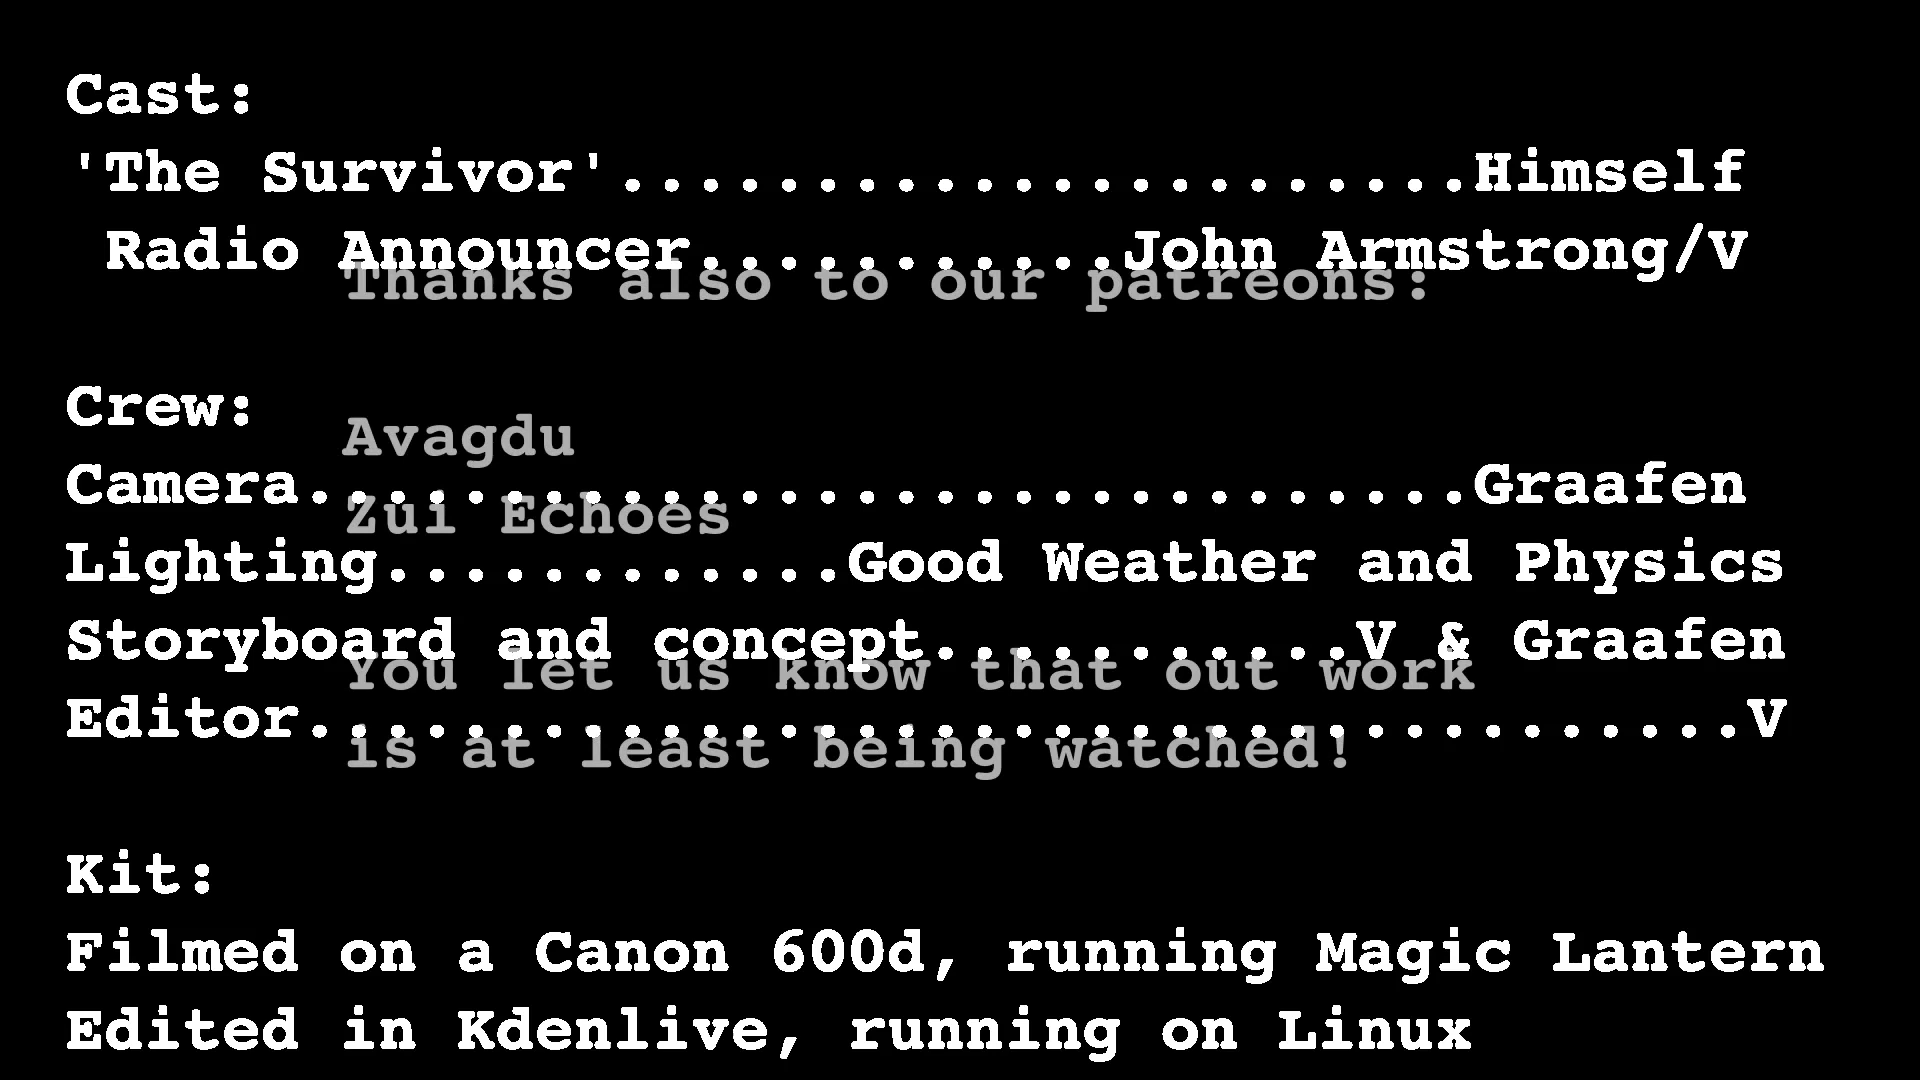 Cast:
'The Survivor'......................Himself
Radio Announcer...........John Armstrong/V
Thanks also to our patreons:
Crew:
Avagdu
Camera..............................Graafen
Zui Echoes
Lighting............Good Weather and Physics
Storyboard and concept...........V & Graafen
You let us know that out work
Editor.....................................V
is at least being watched!
Kit:
Filmed on a Canon 600d, running Magic Lantern
Edited in Kdenlive, running on Linux